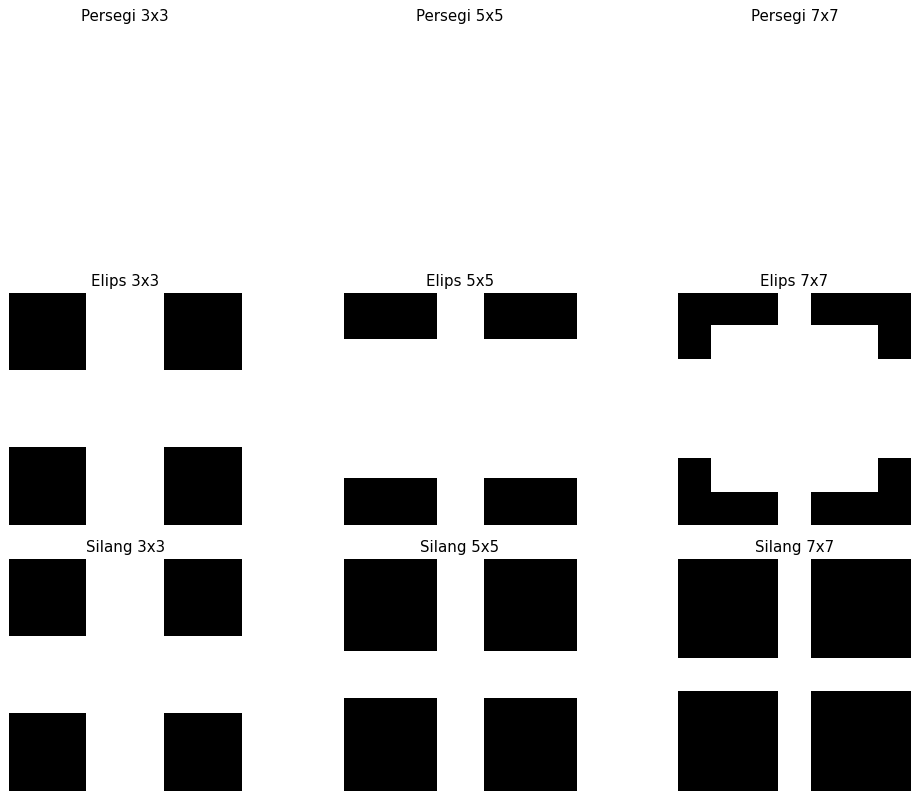 Persegi 3x3
Persegi 5x5
Persegi 7x7
Elips 3x3
Elips 5x5
Elips 7x7
Silang 3x3
Silang 5x5
Silang 7x7